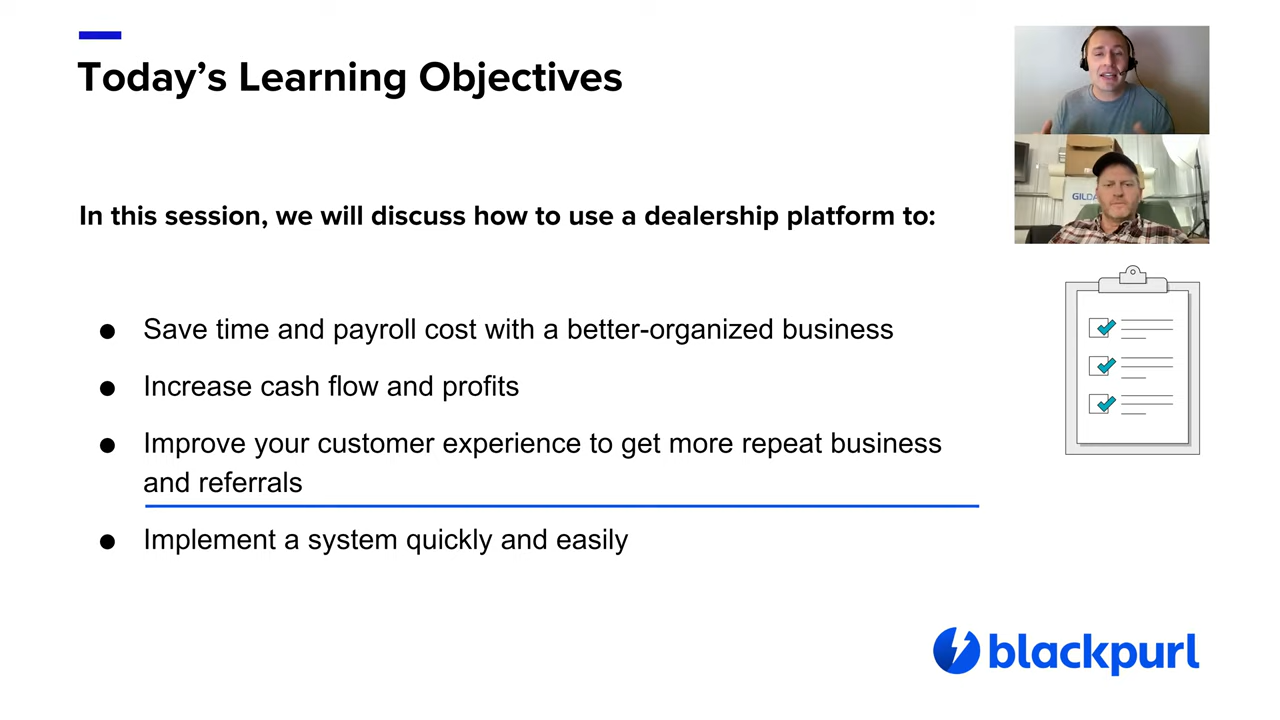 Today’s Learning Objectives
In this session, we will discuss how to use a dealership platform to:
● Save time and payroll cost with a better-organized business
● Increase cash flow and profits
● Improve your customer experience to get more repeat business
and referrals
● Implement a system quickly and easily
GILDA
blackpurl